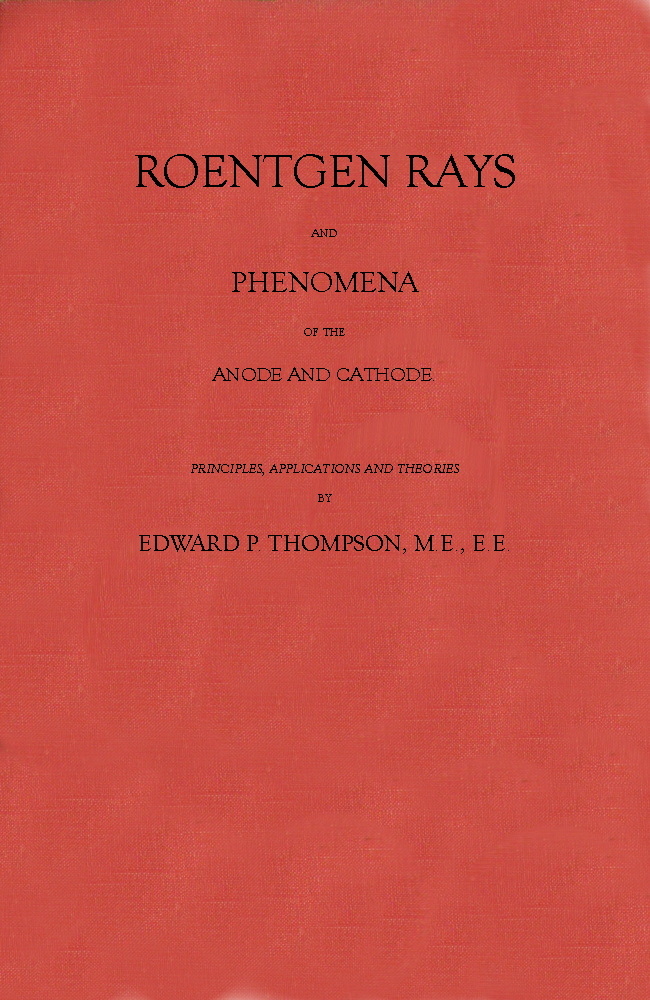 ROENTGEN RAYS
AND
PHENOMENA
OF THE
ANODE AND CATHODE.
PRINCIPLES, APPLICATIONS AND THEORIES
BY
EDWARD P. THOMPSON, M.E., E.E.